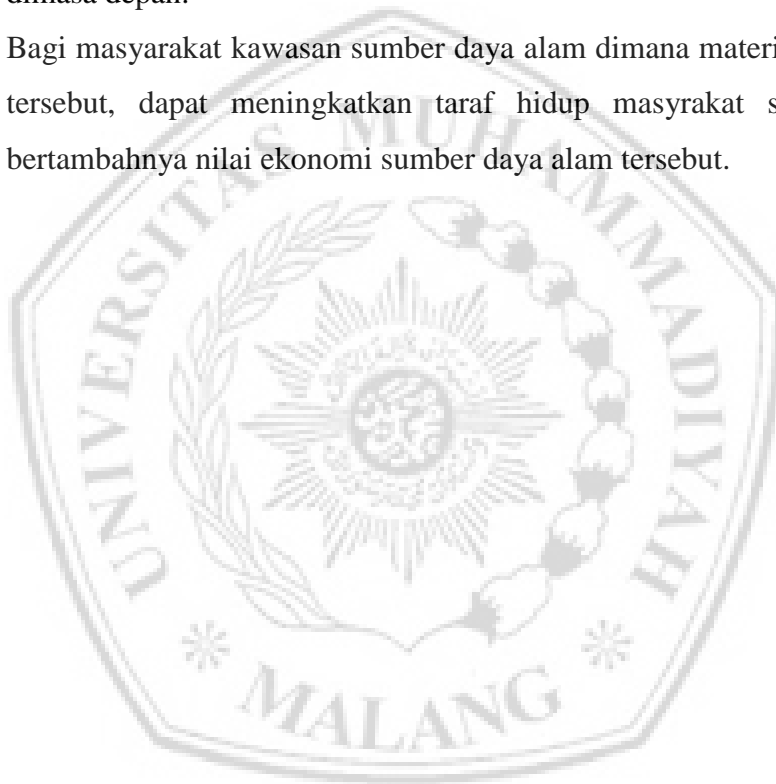 dimasa depan.
Bagi masyarakat kawasan sumber daya alam dimana materi
tersebut, dapat meningkatkan taraf hidup masyrakat s
bertambahnya nilai ekonomi sumber daya alam tersebut.
UNIVERSITAS MUHAMMADIYAH
MALANG